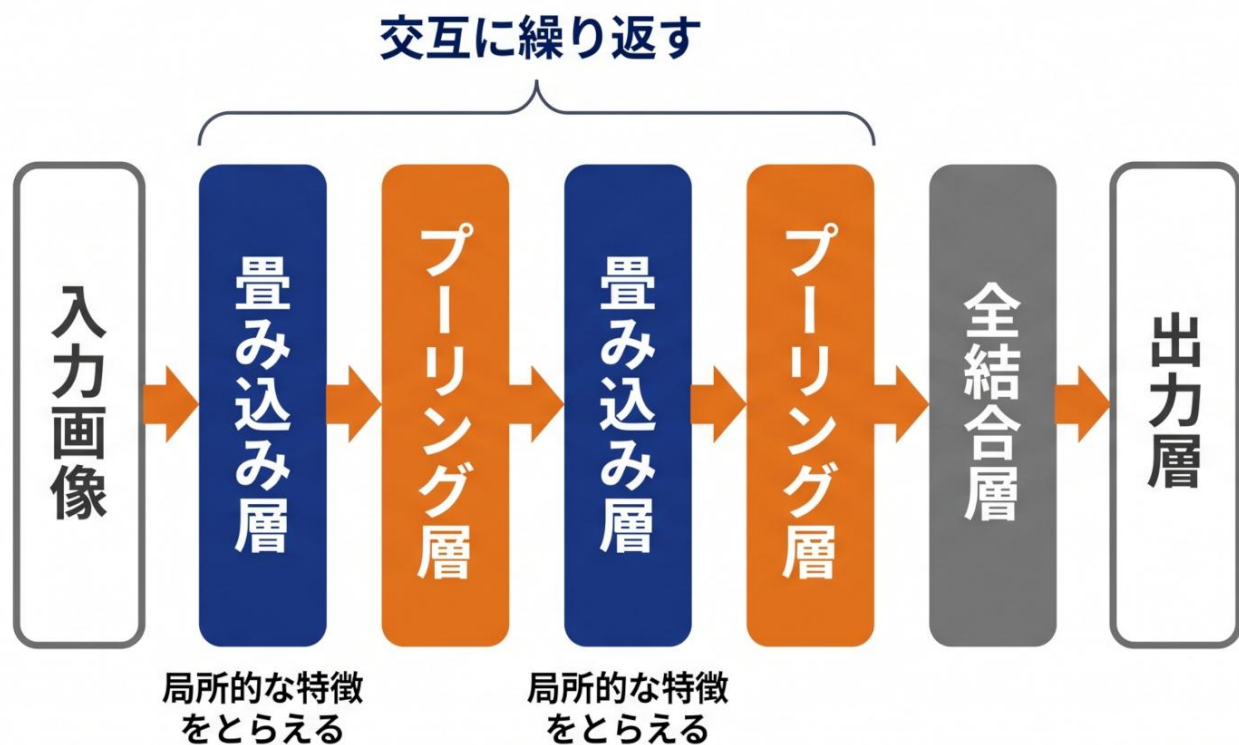 交互に繰り返す
入力画像
畳み込み層
プーリング層
畳み込み層
プーリング層
全結合層
出力層
局所的な特徴
をとらえる
局所的な特徴
をとらえる